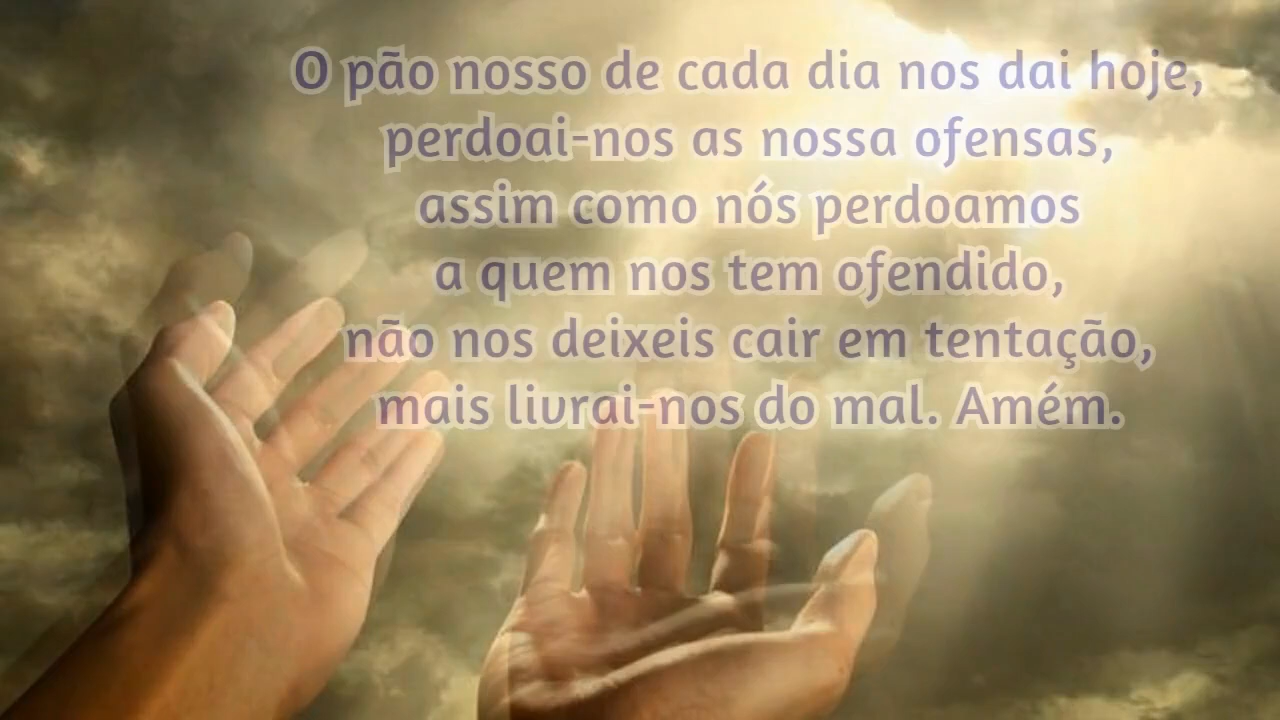 O pão nosso de cada dia nos dai hoje,
perdoai-nos as nossa ofensas,
assim como nós perdoamos
a quem nos tem ofendido,
não nos deixeis cair em tentação,
mais livrai-nos do mal. Amém.